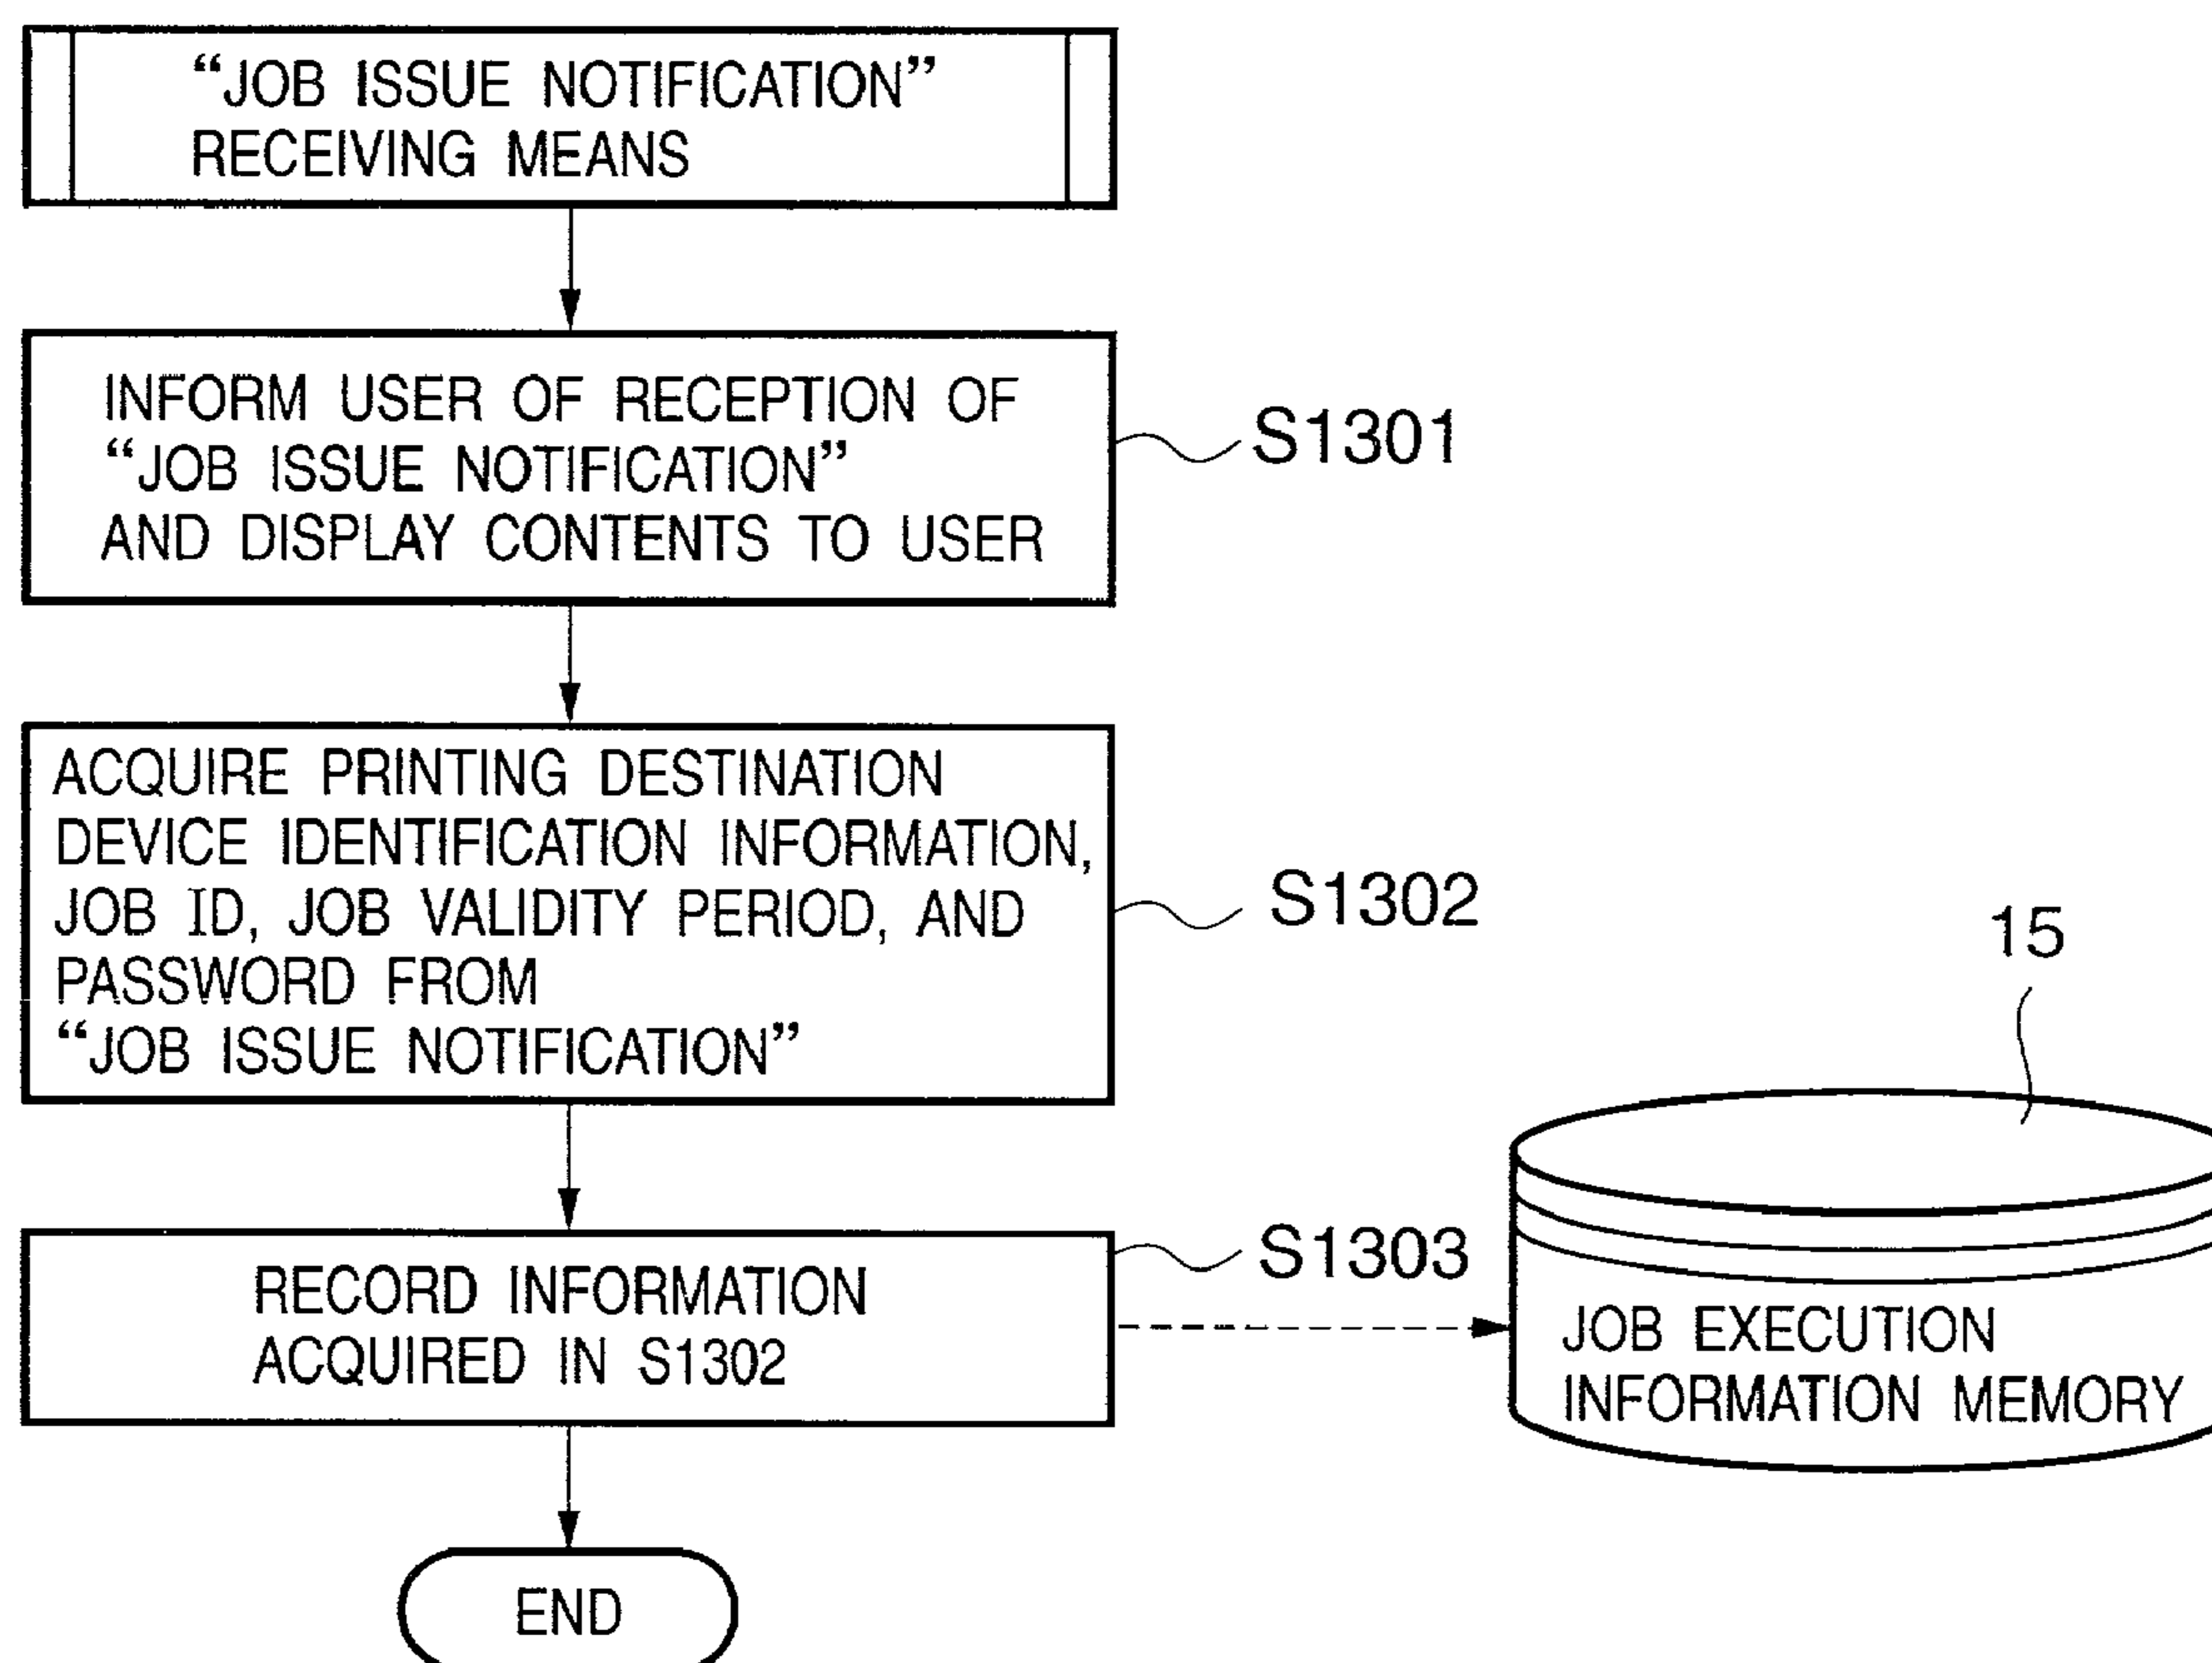 “JOB ISSUE NOTIFICATION”
RECEIVING MEANS
INFORM USER OF RECEPTION OF
“JOB ISSUE NOTIFICATION”
AND DISPLAY CONTENTS TO USER
S1301
ACQUIRE PRINTING DESTINATION
DEVICE IDENTIFICATION INFORMATION,
JOB ID, JOB VALIDITY PERIOD, AND
PASSWORD FROM
“JOB ISSUE NOTIFICATION”
S1302
15
RECORD INFORMATION
ACQUIRED IN S1302
S1303
JOB EXECUTION
INFORMATION MEMORY
END